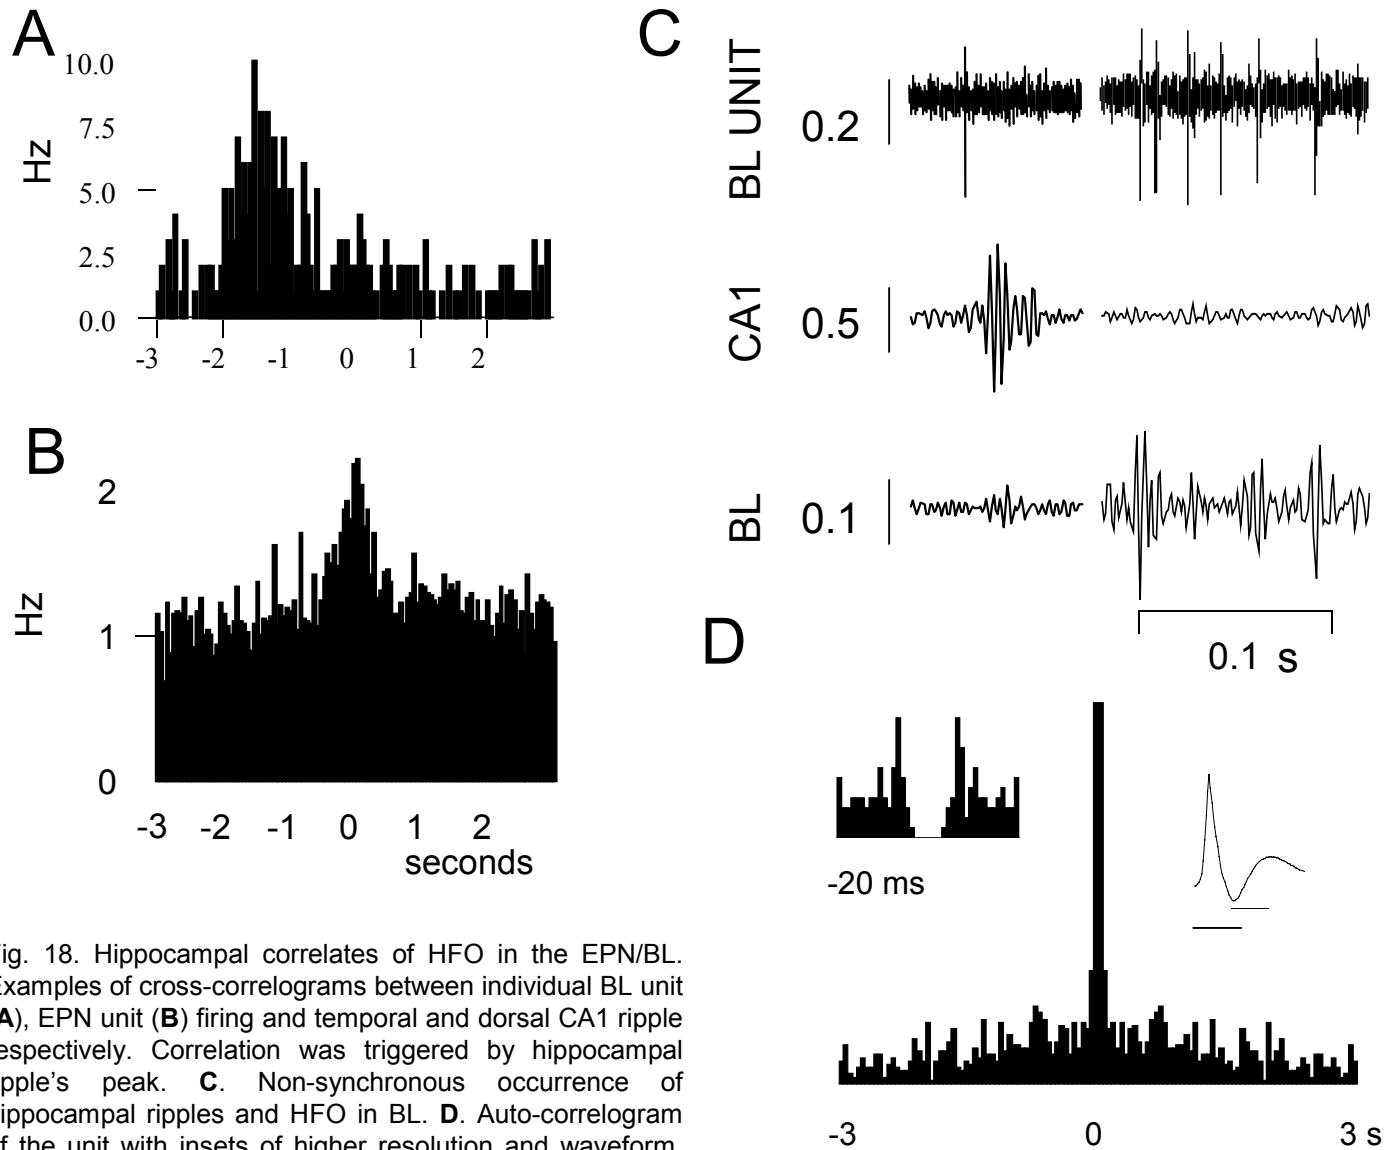 A
10.0
7.5
5.0
2.5
0.0
Hz
-3 -2 -1 0 1 2
B
2
1
0
Hz
-3 -2 -1 0 1 2
seconds
C
BL UNIT
0.2
CA1
0.5
BL
0.1
0.1 s
D
-20 ms
-3 0 3 s
ig. 18. Hippocampal correlates of HFO in the EPN/BL.
Examples of cross-correlograms between individual BL unit
A), EPN unit (B) firing and temporal and dorsal CA1 ripple
espectively. Correlation was triggered by hippocampal
ipple's peak. C. Non-synchronous occurrence of
ippocampal ripples and HFO in BL. D. Auto-correlogram
f the unit with insets of higher resolution and waveform.